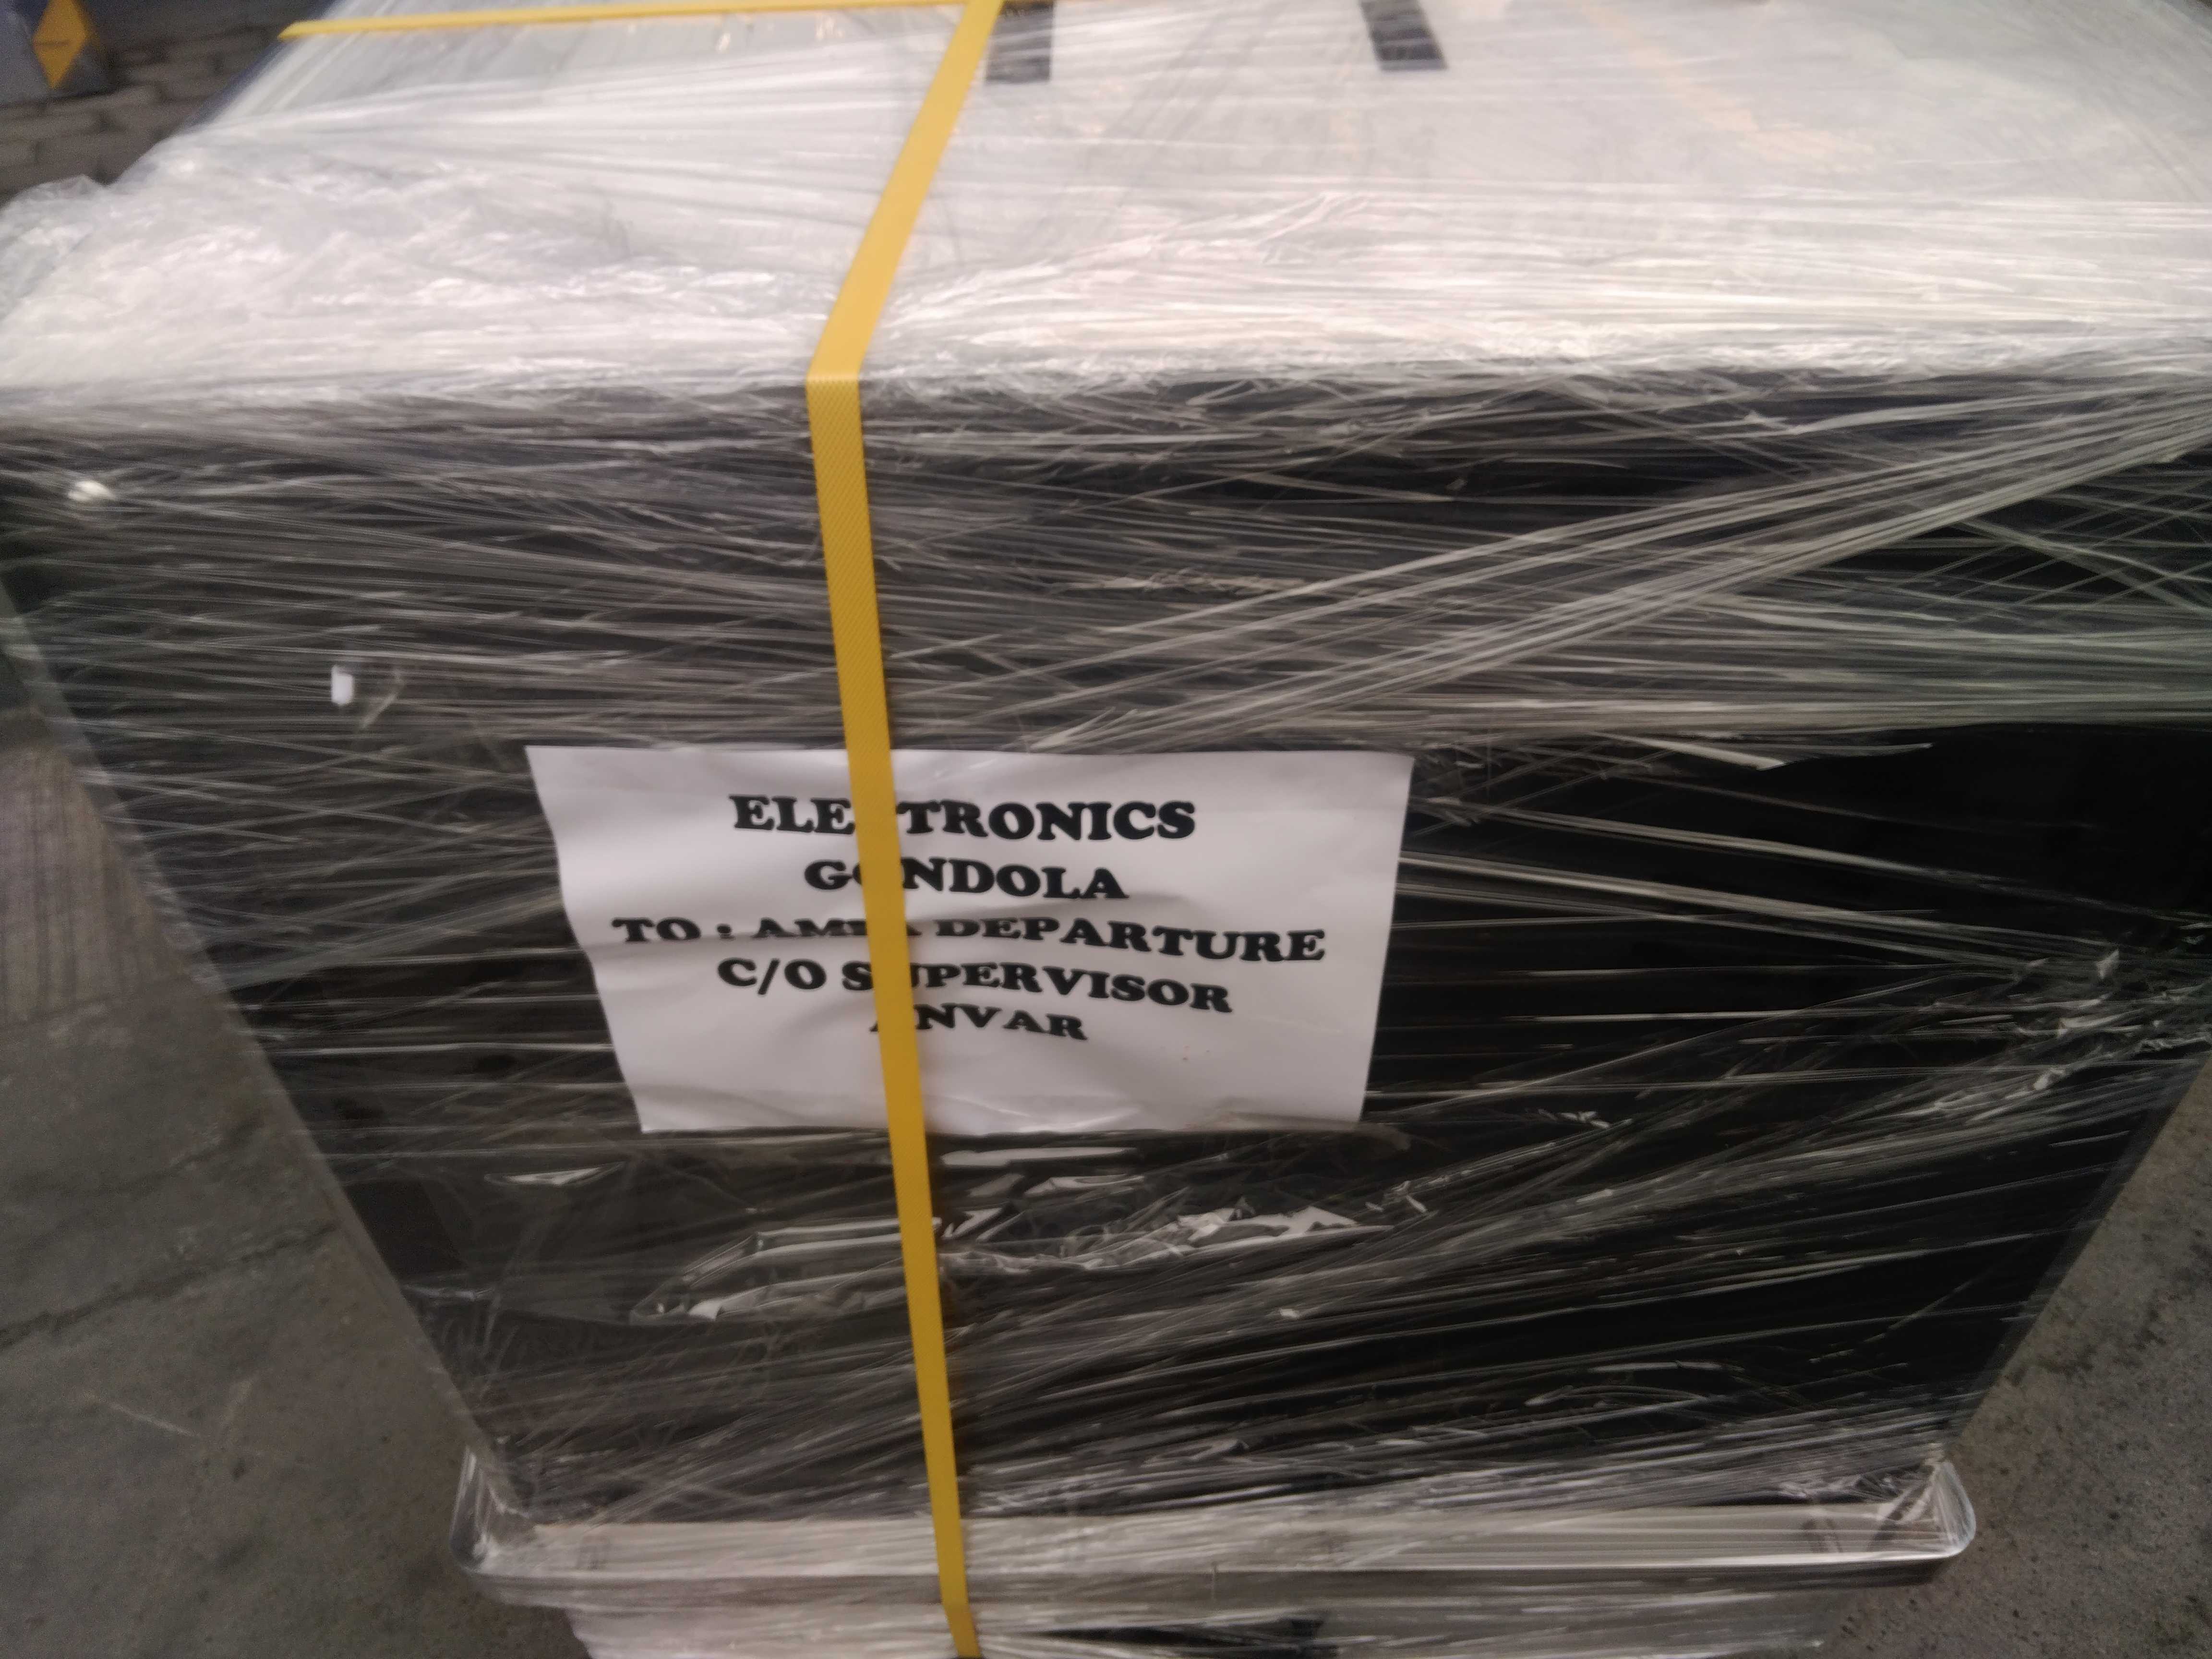 ELECTRONICS
GONDOLA
TO : DEPARTURE
C/O SUPERVISOR
ANVAR